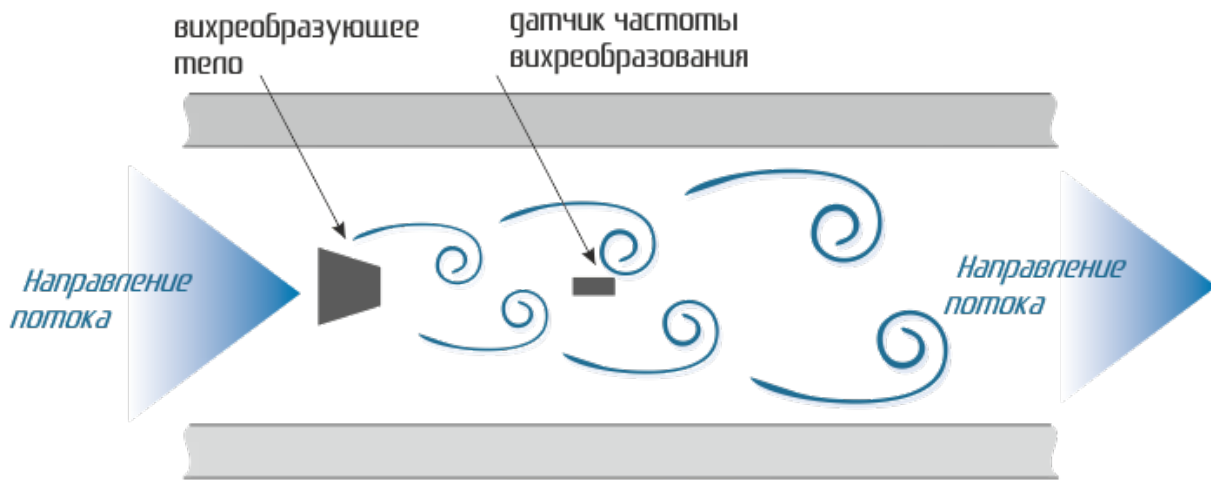 вихреобразующее
тело
датчик частоты
вихреобразования
Направление
потока
Направление
потока